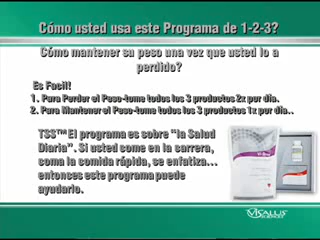 Cómo usted usa este Programa de 1-2-3?
Cómo mantener su peso una vez que usted lo a
perdido?
Es Facil!
1. Para Perder el Peso-tome todos los 3 productos 2x por día.
2. Para Mantener el Peso-tome todos los 3 productos 1x por día..
TSS™ El programa es sobre “la Salud
Diaria”. Si usted come en la carrera,
coma la comida rápida, se enfatiza...
entonces este programa puede
ayudarlo.
VISALUS
SCIENCES